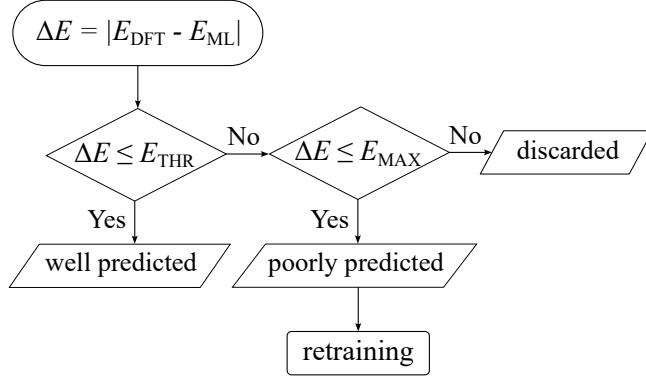 ΔE = |E_DFT - E_ML|
ΔE ≤ E_THR
No
ΔE ≤ E_MAX
No
discarded
Yes
Yes
well predicted
poorly predicted
retraining